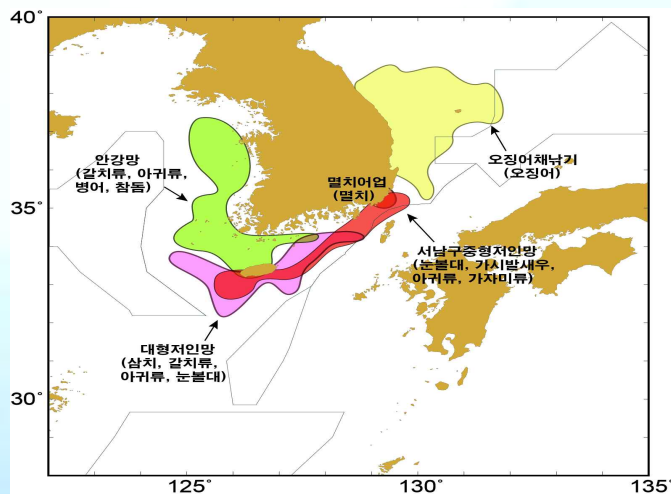 40°
안강망
(갈치류, 아귀류,
병어, 참돔)
오징어채낚기
(오징어)
멸치어업
(멸치)
35°
서남구중형저인망
(눈볼대, 가시발새우,
아귀류, 가자미류)
대형저인망
(삼치, 갈치류,
아귀류, 눈볼대)
30°
125°
130°
135°